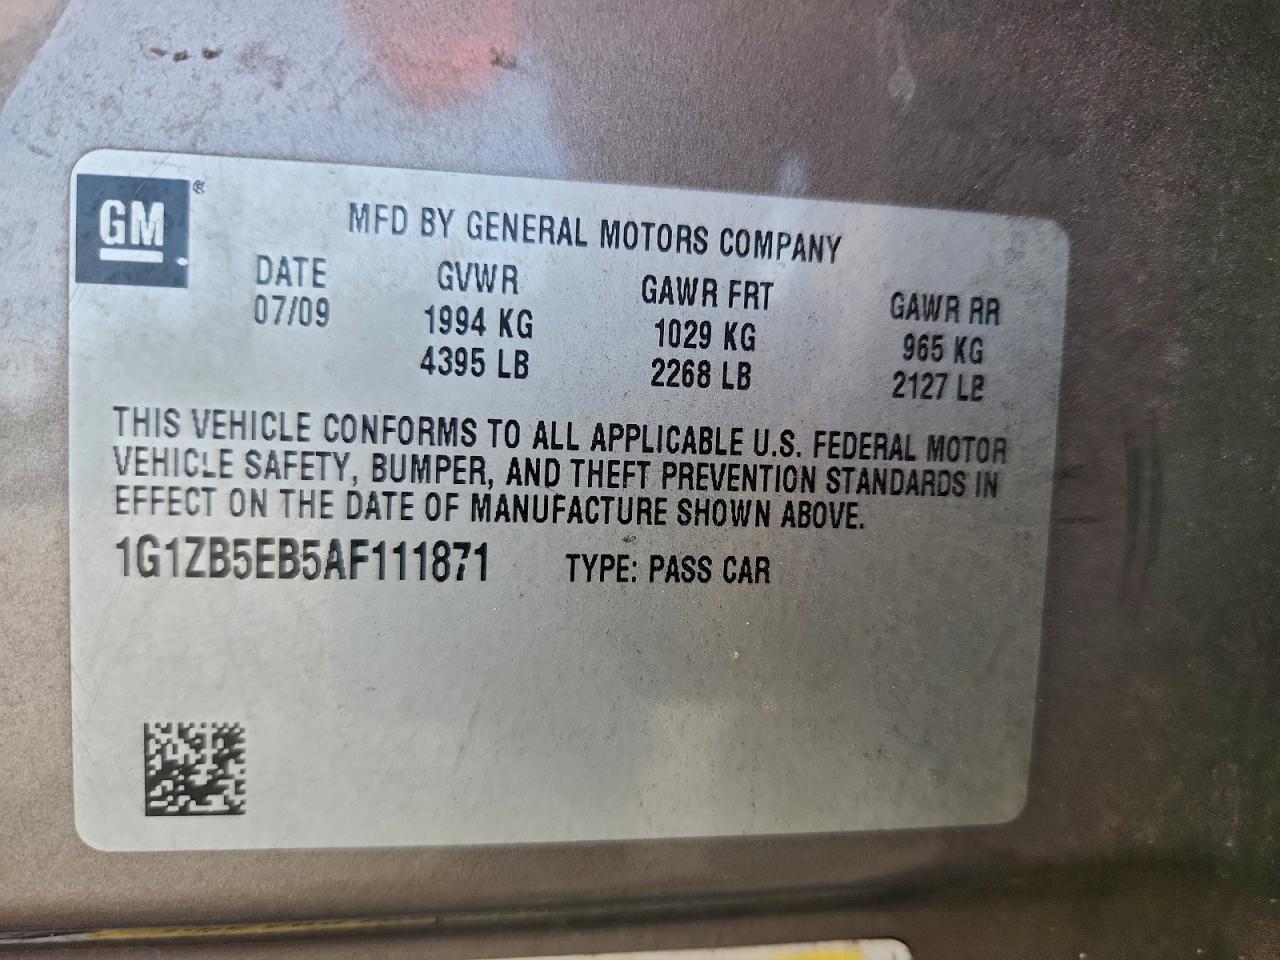 GM ®
MFD BY GENERAL MOTORS COMPANY
DATE GVWR GAWR FRT GAWR RR
07/09 1994 KG 1029 KG 965 KG
4395 LB 2268 LB 2127 LB
THIS VEHICLE CONFORMS TO ALL APPLICABLE U.S. FEDERAL MOTOR
VEHICLE SAFETY, BUMPER, AND THEFT PREVENTION STANDARDS IN
EFFECT ON THE DATE OF MANUFACTURE SHOWN ABOVE.
1G1ZB5EB5AF111871 TYPE: PASS CAR